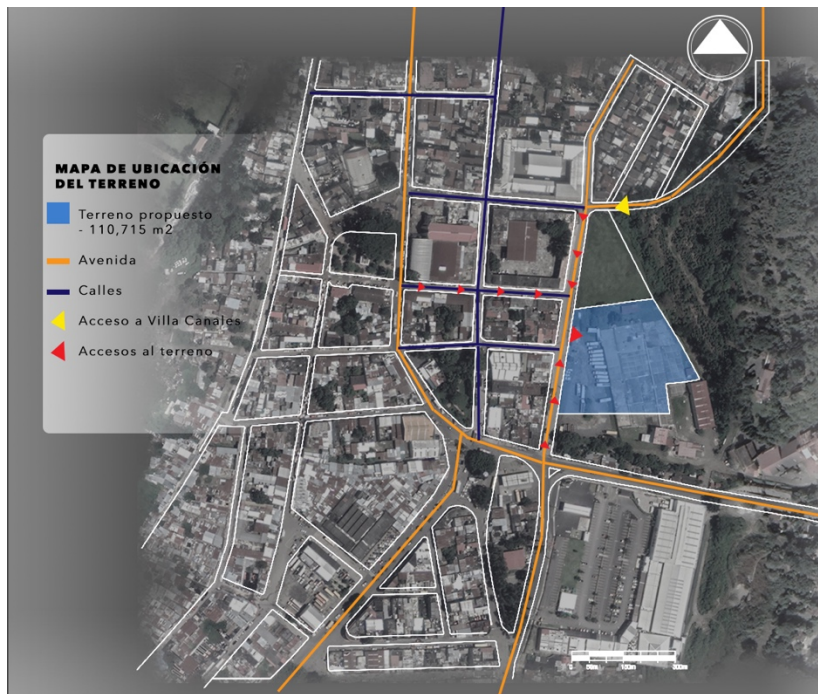 MAPA DE UBICACIÓN
DEL TERRENO
Terreno propuesto
- 110,715 m2
Avenida
Calles
Acceso a Villa Canales
Accesos al terreno